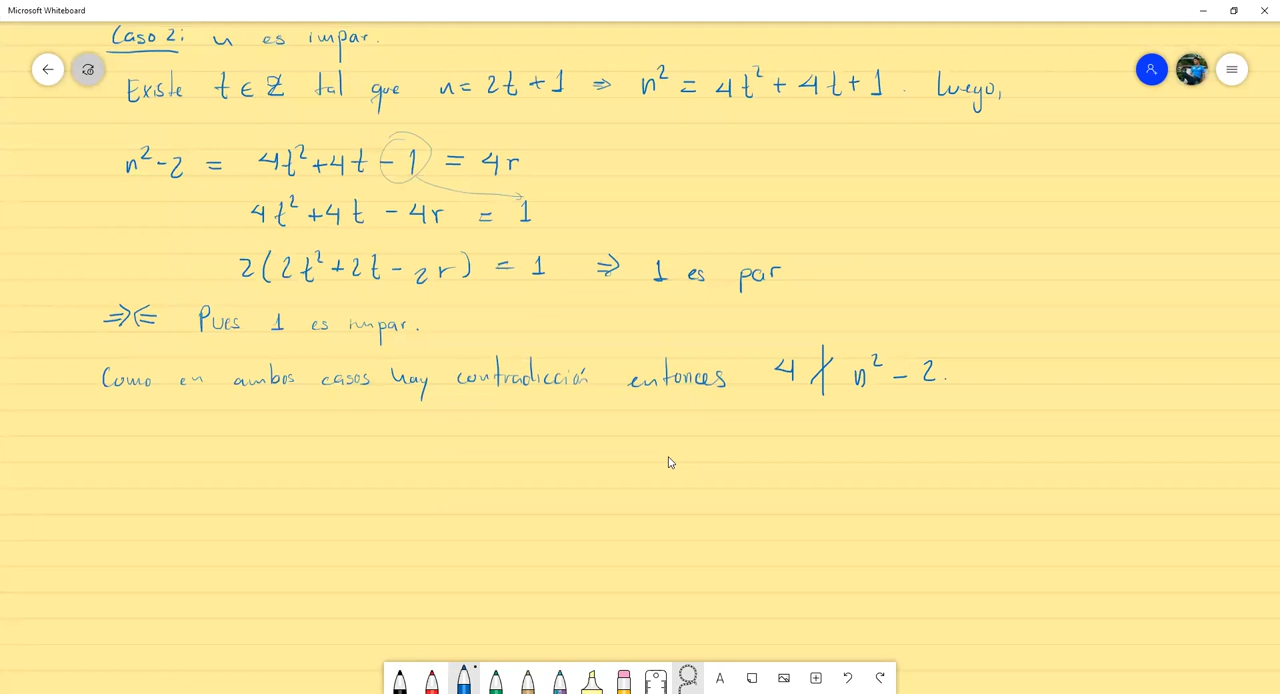 Microsoft Whiteboard
Caso 2: n es impar.
Existe t ∈ ℤ tal que n = 2t + 1 ⇒ n² = 4t² + 4t + 1. Luego,
n² - 2 = 4t² + 4t - 1 = 4r
4t² + 4t - 4r = 1
2(2t² + 2t - 2r) = 1 ⇒ 1 es par
⇒⇐ Pues 1 es impar.
Como en ambos casos hay contradicción entonces 4 ∤ n² - 2.
A